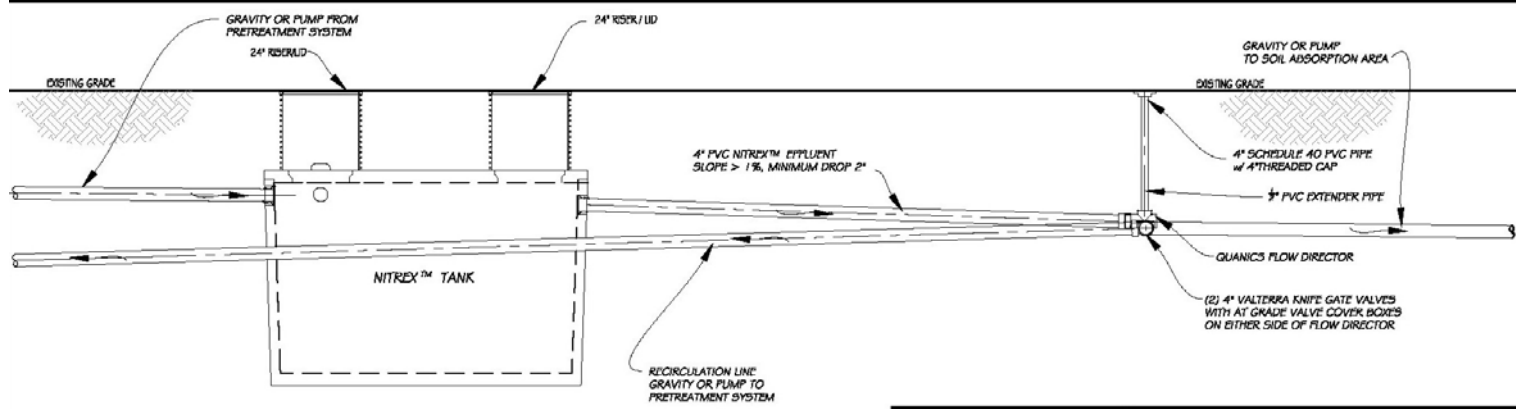 GRAVITY OR PUMP FROM
PRETREATMENT SYSTEM
24" RISER/LID
24" RISER/LID
EXISTING GRADE
GRAVITY OR PUMP
TO SOIL ABSORPTION AREA
EXISTING GRADE
4" PVC NITREX™ EFFLUENT
SLOPE > 1%, MINIMUM DROP 2"
4" SCHEDULE 40 PVC PIPE
w/ 4"THREADED CAP
PVC EXTENDER PIPE
QUANICS FLOW DIRECTOR
NITREX™ TANK
(2) 4" VALTERRA KNIFE GATE VALVES
WITH AT GRADE VALVE COVER BOXES
ON EITHER SIDE OF FLOW DIRECTOR
RECIRCULATION LINE
GRAVITY OR PUMP TO
PRETREATMENT SYSTEM